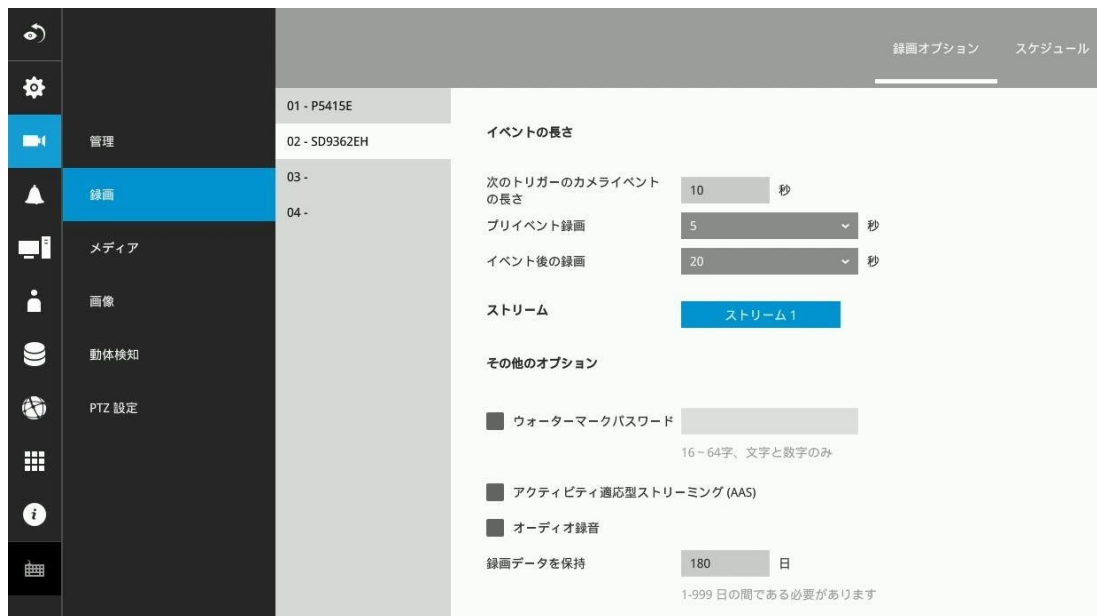 録画オプション スケジュール
管理
録画
メディア
画像
動体検知
PTZ 設定
01 - P5415E
02 - SD9362EH
03 -
04 -
イベントの長さ
次のトリガーのカメライベント
の長さ
10 秒
プリイベント録画 5 秒
イベント後の録画 20 秒
ストリーム ストリーム 1
その他のオプション
ウォーターマークパスワード
16 ~ 64字、文字と数字のみ
アクティビティ適応型ストリーミング (AAS)
オーディオ録音
録画データを保持 180 日
1-999 日の間である必要があります